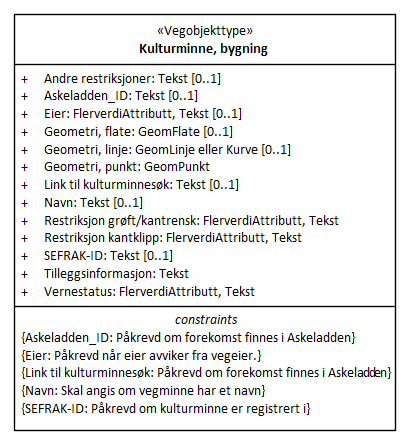 «Vegobjekttype»
Kulturminne, bygning
+ Andre restriksjoner: Tekst [0..1]
+ Askeladden_ID: Tekst [0..1]
+ Eier: FlerverdiAttributt, Tekst [0..1]
+ Geometri, flate: GeomFlate [0..1]
+ Geometri, linje: GeomLinje eller Kurve [0..1]
+ Geometri, punkt: GeomPunkt
+ Link til kulturminnesøk: Tekst [0..1]
+ Navn: Tekst [0..1]
+ Restriksjon grøft/kantrensk: FlerverdiAttributt, Tekst
+ Restriksjon kantklipp: FlerverdiAttributt, Tekst
+ SEFRAK-ID: Tekst [0..1]
+ Tilleggsinformasjon: Tekst
+ Vernestatus: FlerverdiAttributt, Tekst
constraints
{Askeladden_ID: Påkrevd om forekomst finnes i Askeladden}
{Eier: Påkrevd når eier avviker fra vegeier.}
{Link til kulturminnesøk: Påkrevd om forekomst finnes i Askeladden}
{Navn: Skal angis om vegminne har et navn}
{SEFRAK-ID: Påkrevd om kulturminne er registrert i}